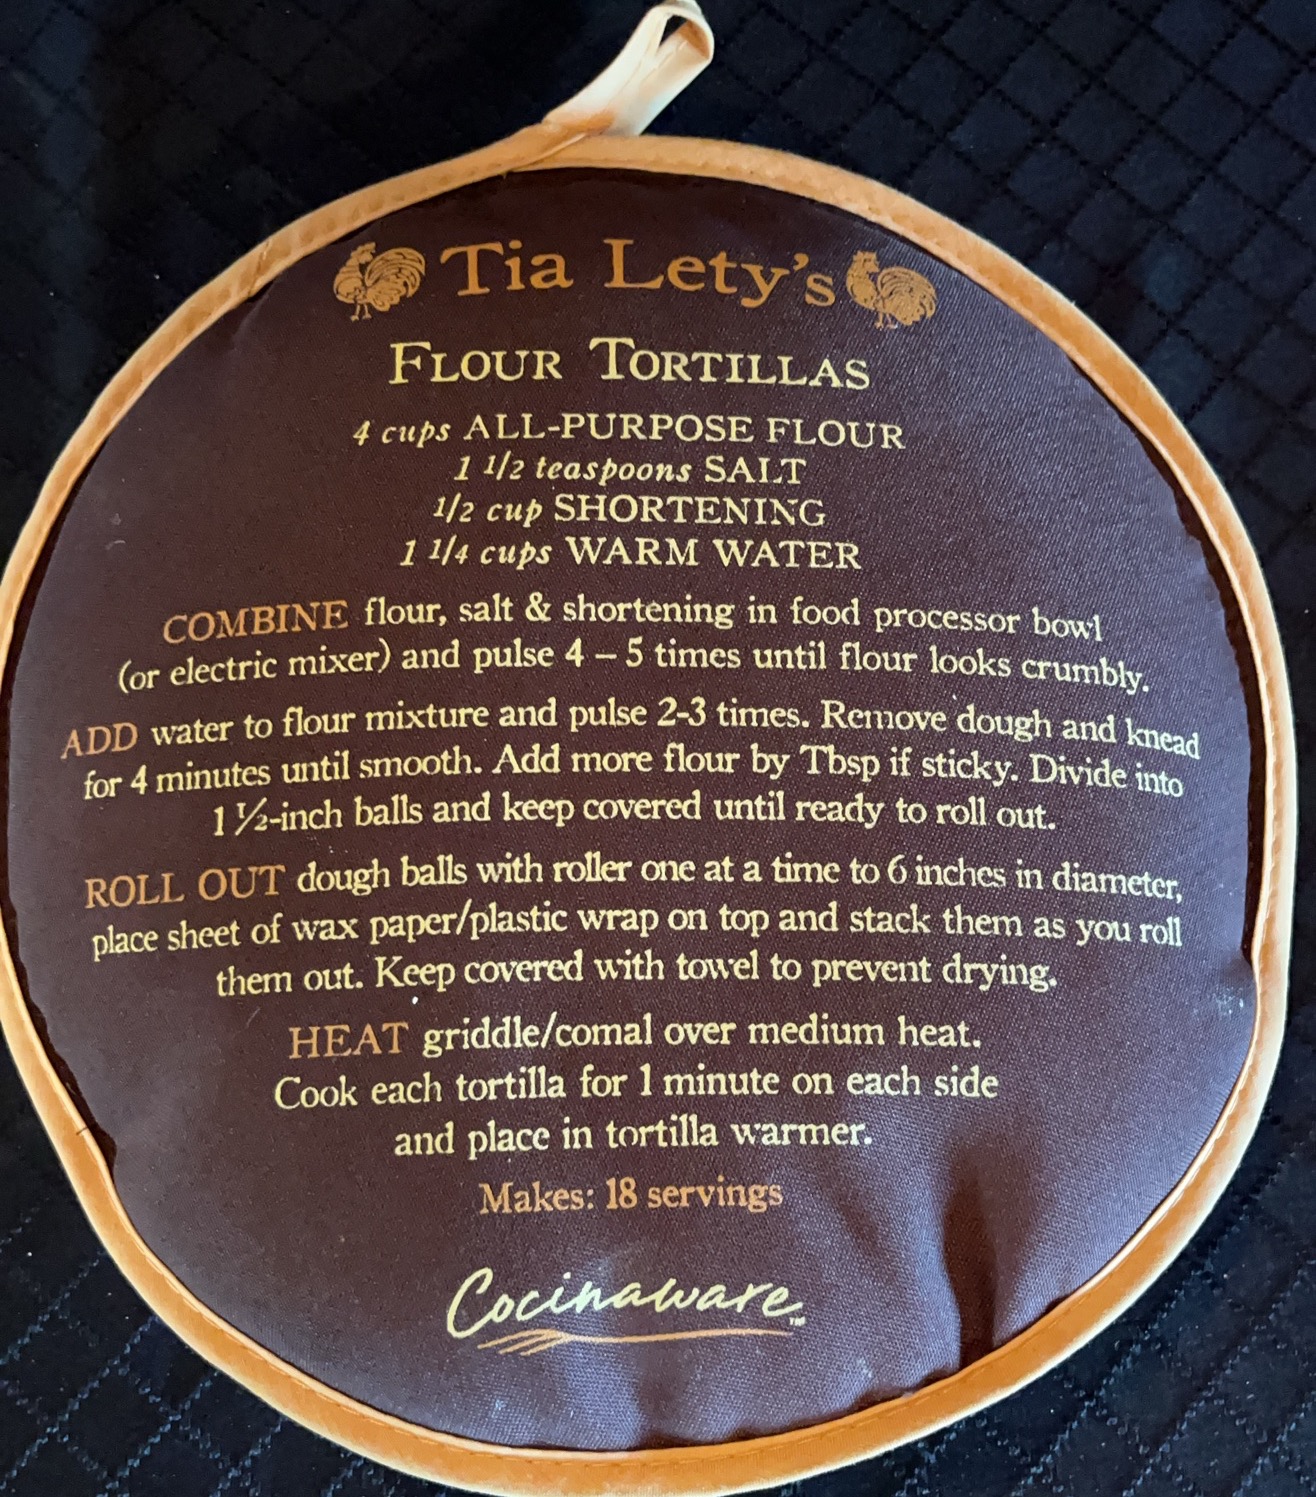 Tia Lety's
FLOUR TORTILLAS
4 cups ALL-PURPOSE FLOUR
1 1/2 teaspoons SALT
1/2 cup SHORTENING
1 1/4 cups WARM WATER
COMBINE flour, salt & shortening in food processor bowl
(or electric mixer) and pulse 4 – 5 times until flour looks crumbly.
ADD water to flour mixture and pulse 2-3 times. Remove dough and knead
for 4 minutes until smooth. Add more flour by Tbsp if sticky. Divide into
1 ½-inch balls and keep covered until ready to roll out.
ROLL OUT dough balls with roller one at a time to 6 inches in diameter,
place sheet of wax paper/plastic wrap on top and stack them as you roll
them out. Keep covered with towel to prevent drying.
HEAT griddle/comal over medium heat.
Cook each tortilla for 1 minute on each side
and place in tortilla warmer.
Makes: 18 servings
Cocinaware™